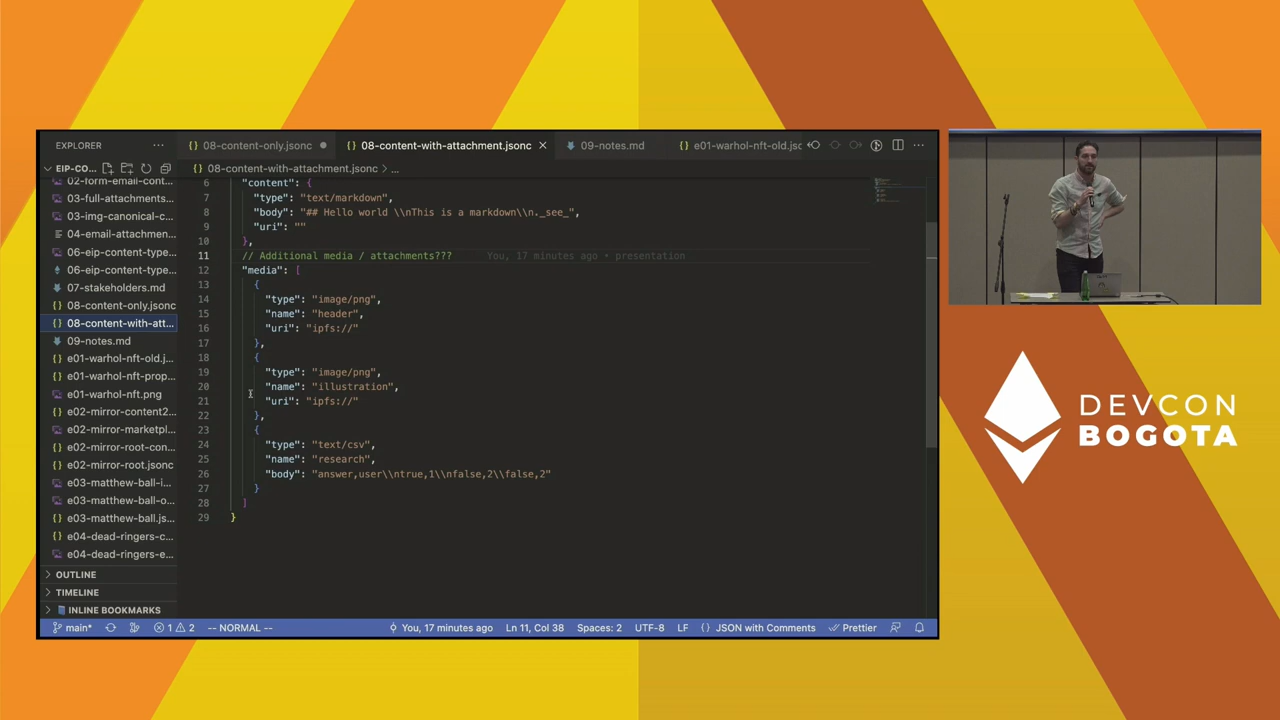 EXPLORER
08-content-only.jsonc
08-content-with-attachment.jsonc
09-notes.md
e01-warhol-nft-old.jsc
EIP-CO...
08-content-with-attachment.jsonc > ...
02-form-email-cont...
03-full-attachments...
03-img-canonical-c...
04-email-attachmen...
06-eip-content-type...
06-eip-content-type...
07-stakeholders.md
08-content-only.jsonc
08-content-with-att...
09-notes.md
e01-warhol-nft-old.j...
e01-warhol-nft-prop...
e01-warhol-nft.png
e02-mirror-content2...
e02-mirror-marketpl...
e02-mirror-root-con...
e02-mirror-root.jsonc
e03-matthew-ball-i...
e03-matthew-ball-o...
e03-matthew-ball.js...
e04-dead-ringers-c...
e04-dead-ringers-e...
OUTLINE
TIMELINE
INLINE BOOKMARKS
6 "content": {
7 "type": "text/markdown",
8 "body": "## Hello world \\nThis is a markdown\\n._see_",
9 "uri": ""
10 },
11 // Additional media / attachments??? You, 17 minutes ago • presentation
12 "media": [
13 {
14 "type": "image/png",
15 "name": "header",
16 "uri": "ipfs://"
17 },
18 {
19 "type": "image/png",
20 "name": "illustration",
21 "uri": "ipfs://"
22 },
23 {
24 "type": "text/csv",
25 "name": "research",
26 "body": "answer,user\\ntrue,1\\nfalse,2\\false,2"
27 }
28 ]
29 }
main* 1 2 -- NORMAL -- You, 17 minutes ago Ln 11, Col 38 Spaces: 2 UTF-8 LF {} JSON with Comments Prettier
DEVCON
BOGOTA